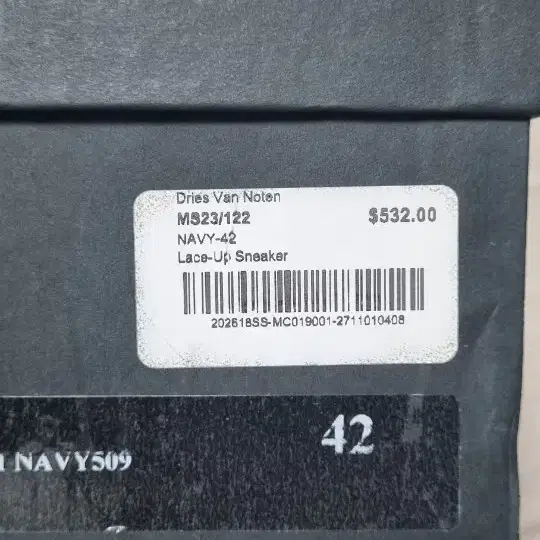 Dries Van Noten
MS23/122 $532.00
NAVY-42
Lace-Up Sneaker
202618SS-MC019001-2711010408
42
NAVY509